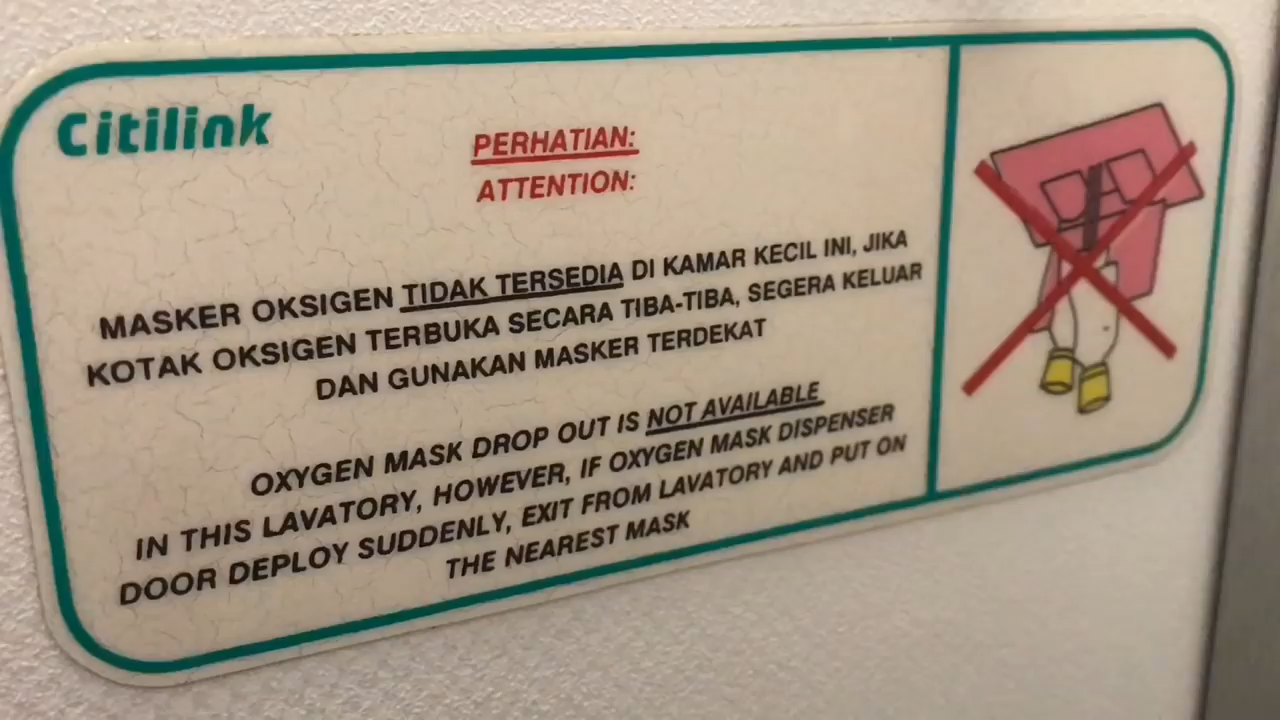 Citilink
PERHATIAN:
ATTENTION:
MASKER OKSIGEN TIDAK TERSEDIA DI KAMAR KECIL INI, JIKA
KOTAK OKSIGEN TERBUKA SECARA TIBA-TIBA, SEGERA KELUAR
DAN GUNAKAN MASKER TERDEKAT
OXYGEN MASK DROP OUT IS NOT AVAILABLE
IN THIS LAVATORY, HOWEVER, IF OXYGEN MASK DISPENSER
DOOR DEPLOY SUDDENLY, EXIT FROM LAVATORY AND PUT ON
THE NEAREST MASK